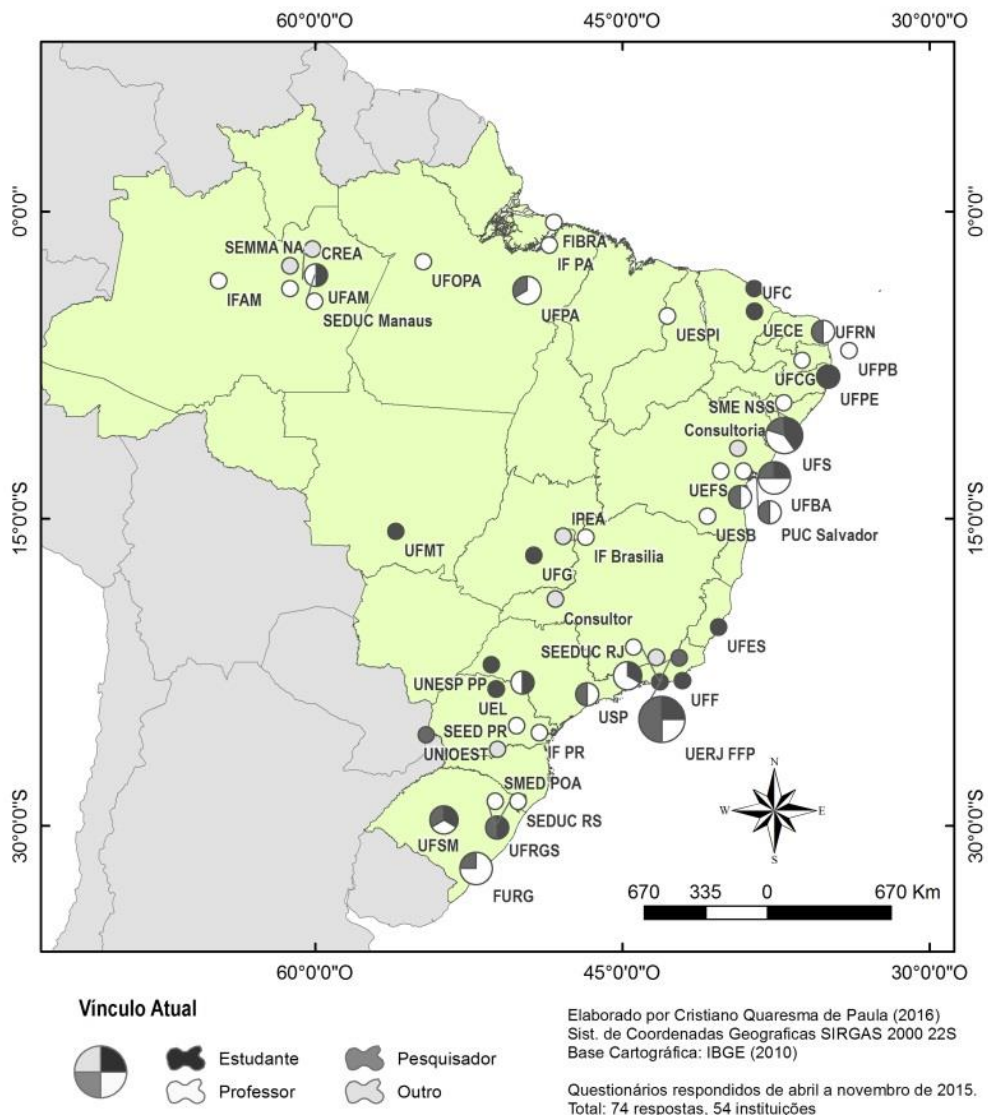 60°0'0"O 45°0'0"O 30°0'0"O
0°0'0"
15°0'0"S
30°0'0"S
0°0'0"
15°0'0"S
30°0'0"S
SEMMA NA
CREA
IFAM
UFAM
SEDUC Manaus
UFOPA
FIBRA
IF PA
UFPA
UESPI
UFC
UECE
UFRN
UFPB
UFCG
UFPE
SME NSS
Consultoria
UFS
UEFS
UFBA
UESB
PUC Salvador
UFMT
IPEA
IF Brasilia
UFG
Consultor
UFES
SEEDUC RJ
UNESP PP
UFF
UEL
USP
SEED PR
UERJ FFP
UNIOEST
IF PR
SMED POA
SEDUC RS
UFSM
UFRGS
FURG
N
W E
S
670 335 0 670 Km
60°0'0"O 45°0'0"O 30°0'0"O
Vínculo Atual
Estudante
Pesquisador
Professor
Outro
Elaborado por Cristiano Quaresma de Paula (2016)
Sist. de Coordenadas Geograficas SIRGAS 2000 22S
Base Cartográfica: IBGE (2010)
Questionários respondidos de abril a novembro de 2015.
Total: 74 respostas, 54 instituições